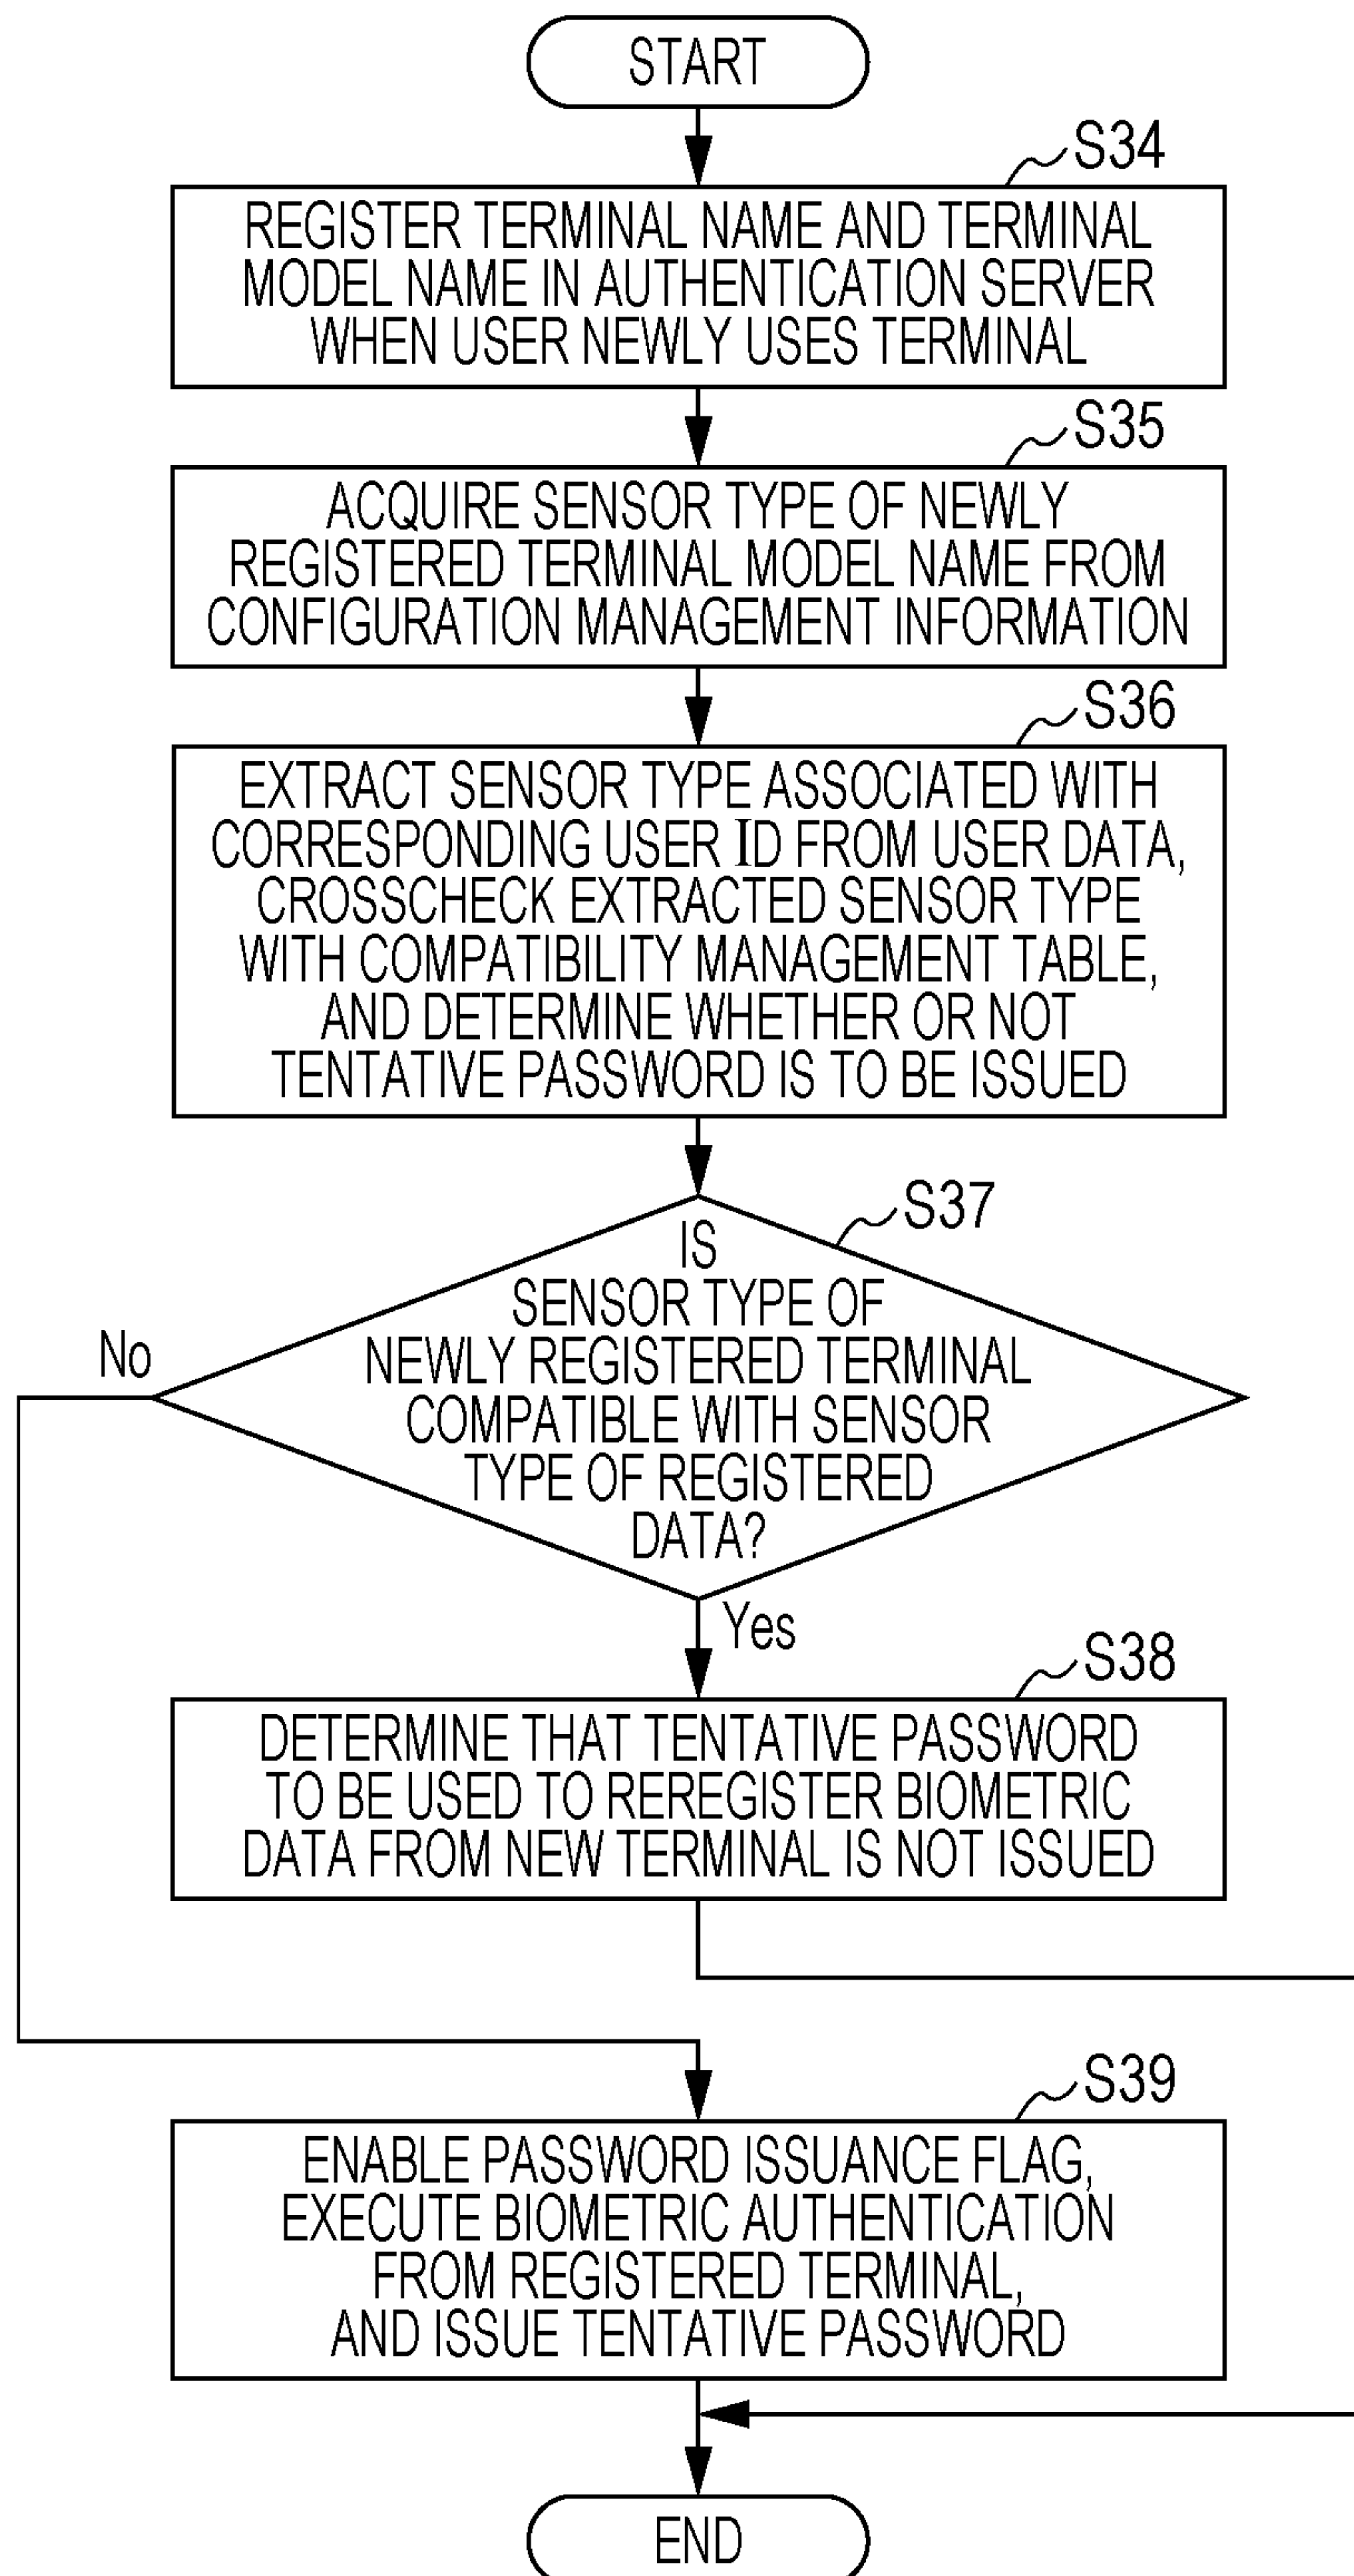 START
S34
REGISTER TERMINAL NAME AND TERMINAL
MODEL NAME IN AUTHENTICATION SERVER
WHEN USER NEWLY USES TERMINAL
S35
ACQUIRE SENSOR TYPE OF NEWLY
REGISTERED TERMINAL MODEL NAME FROM
CONFIGURATION MANAGEMENT INFORMATION
S36
EXTRACT SENSOR TYPE ASSOCIATED WITH
CORRESPONDING USER ID FROM USER DATA,
CROSSCHECK EXTRACTED SENSOR TYPE
WITH COMPATIBILITY MANAGEMENT TABLE,
AND DETERMINE WHETHER OR NOT
TENTATIVE PASSWORD IS TO BE ISSUED
S37
IS
SENSOR TYPE OF
NEWLY REGISTERED TERMINAL
COMPATIBLE WITH SENSOR
TYPE OF REGISTERED
DATA?
No
Yes
S38
DETERMINE THAT TENTATIVE PASSWORD
TO BE USED TO REREGISTER BIOMETRIC
DATA FROM NEW TERMINAL IS NOT ISSUED
S39
ENABLE PASSWORD ISSUANCE FLAG,
EXECUTE BIOMETRIC AUTHENTICATION
FROM REGISTERED TERMINAL,
AND ISSUE TENTATIVE PASSWORD
END